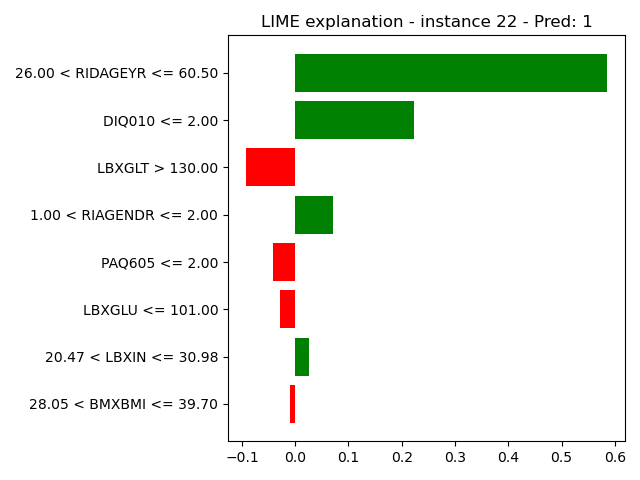 LIME explanation - instance 22 - Pred: 1
26.00 < RIDAGEYR <= 60.50
DIQ010 <= 2.00
LBXGLT > 130.00
1.00 < RIAGENDR <= 2.00
PAQ605 <= 2.00
LBXGLU <= 101.00
20.47 < LBXIN <= 30.98
28.05 < BMXBMI <= 39.70
−0.1 0.0 0.1 0.2 0.3 0.4 0.5 0.6